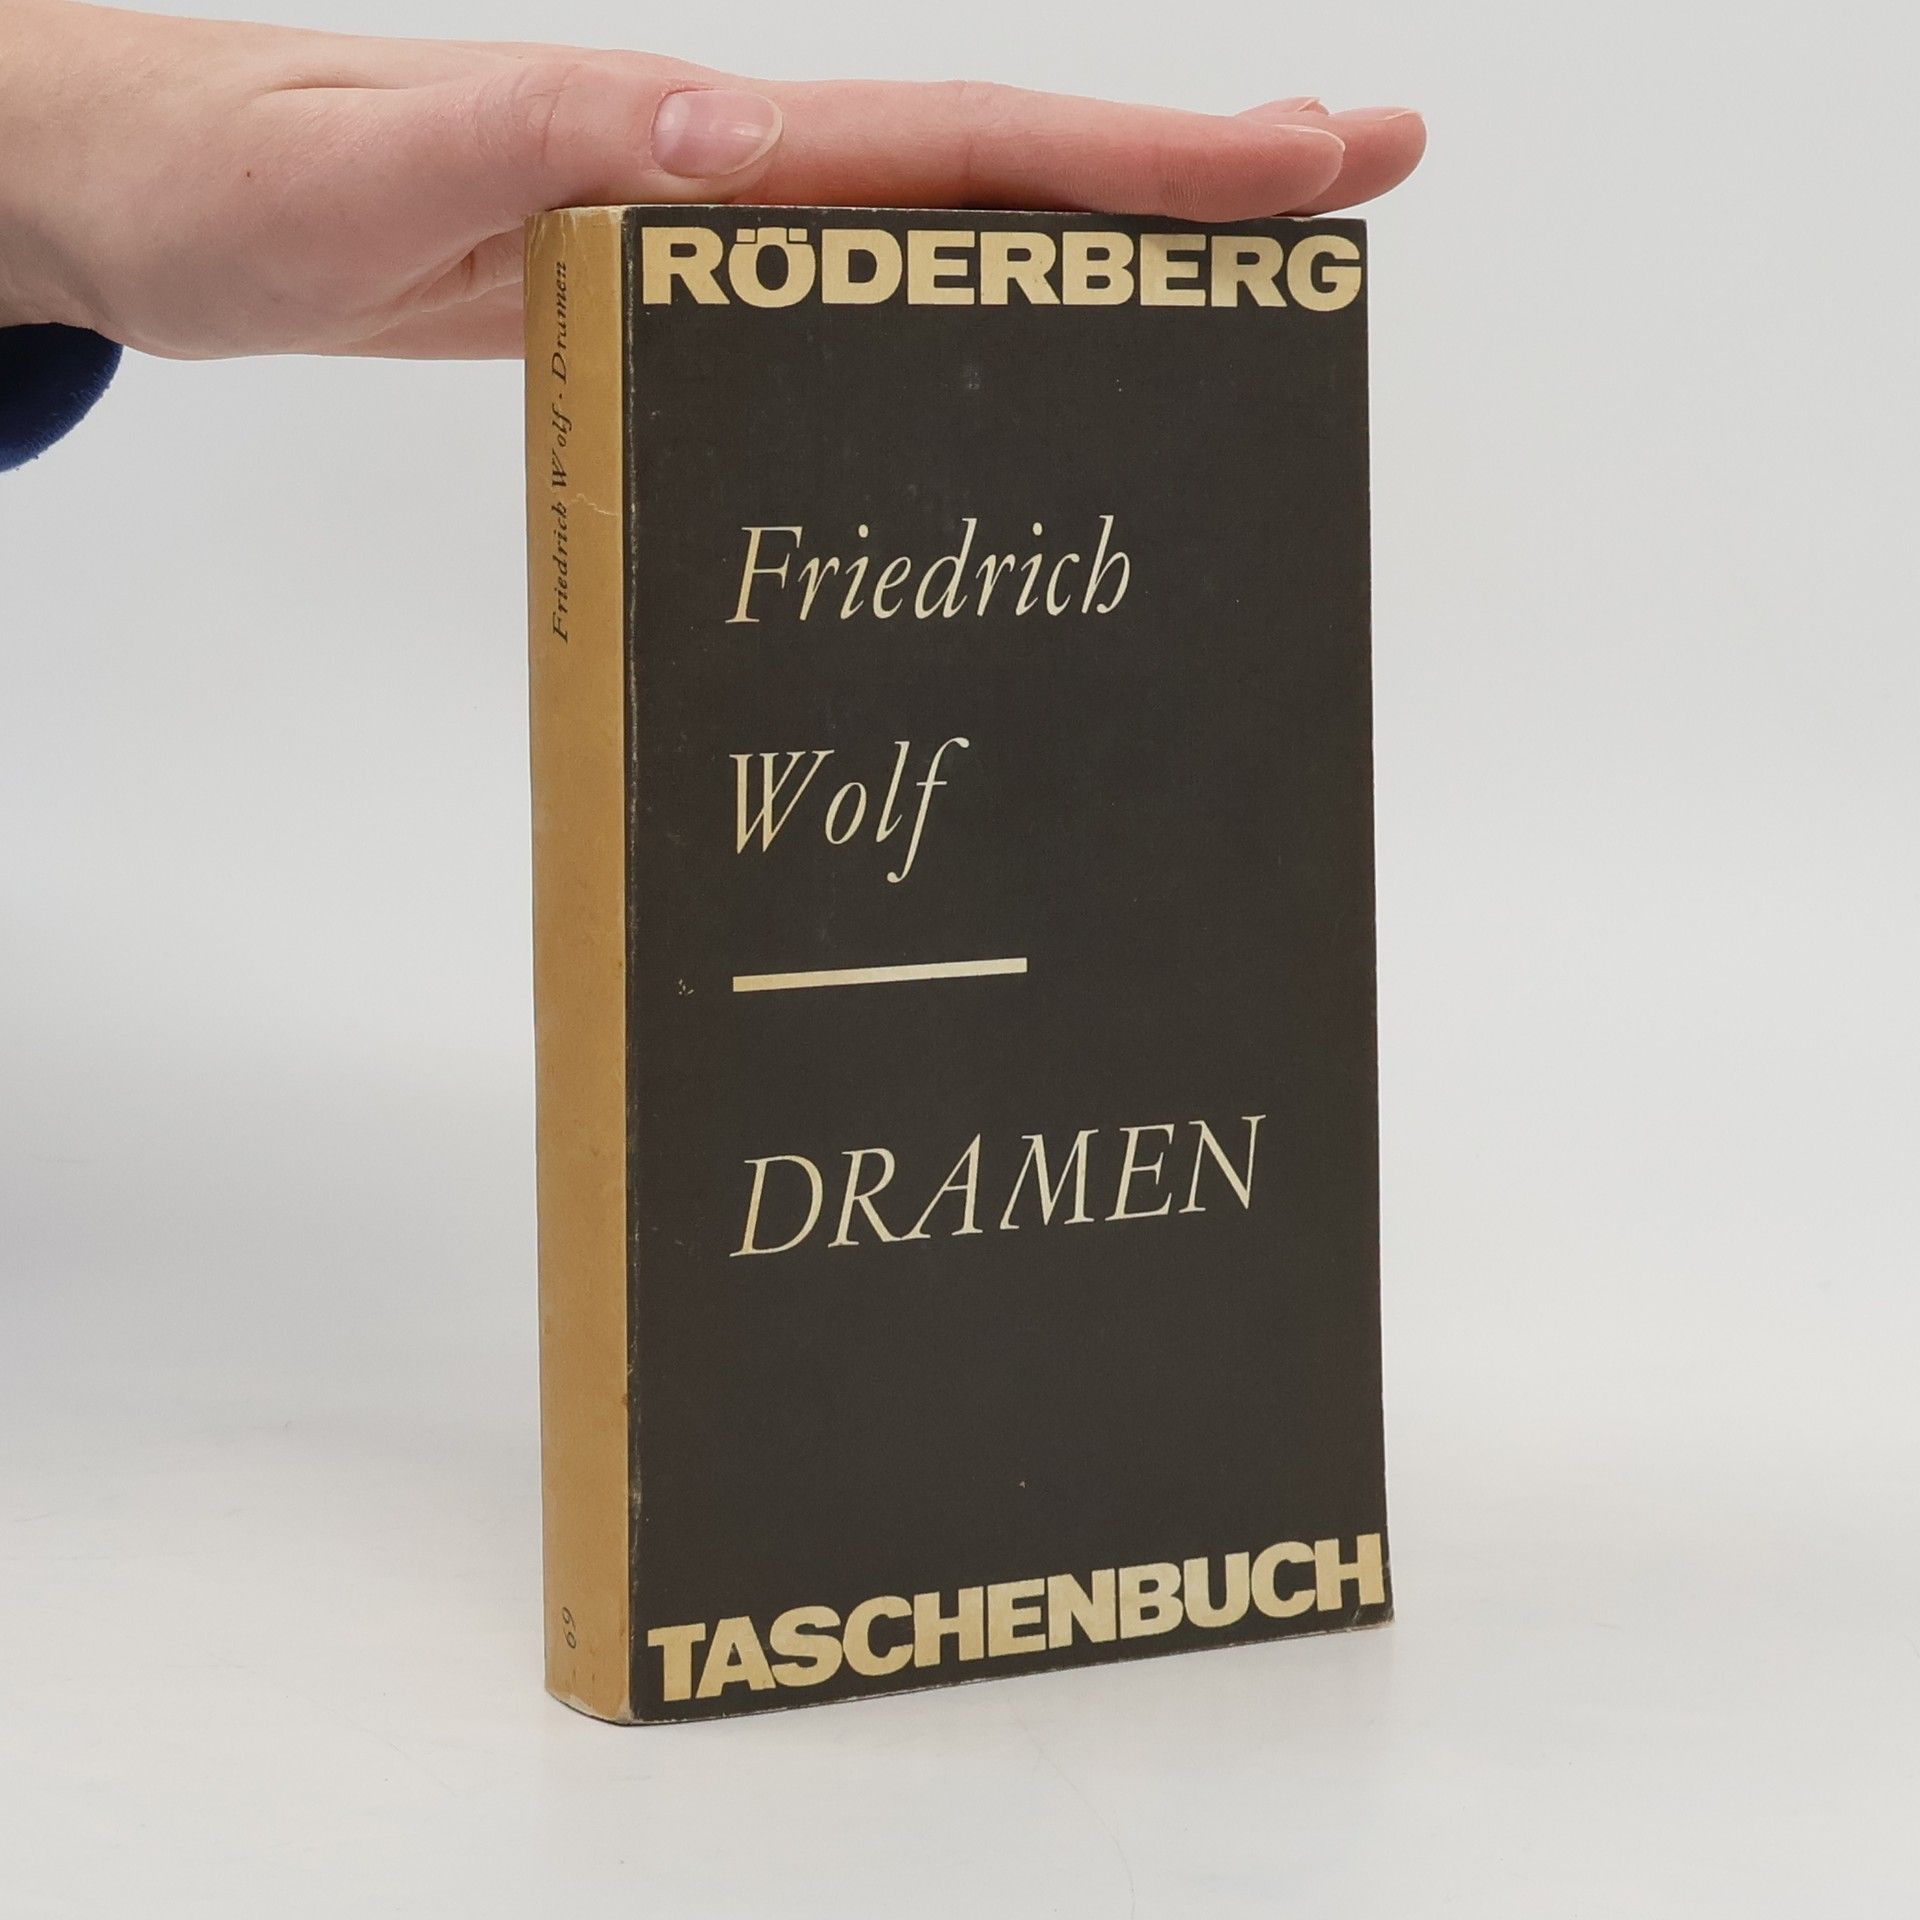 RÖDERBERG
Friedrich
Wolf
DRAMEN
TASCHENBUCH
Friedrich Wolf · Dramen
69